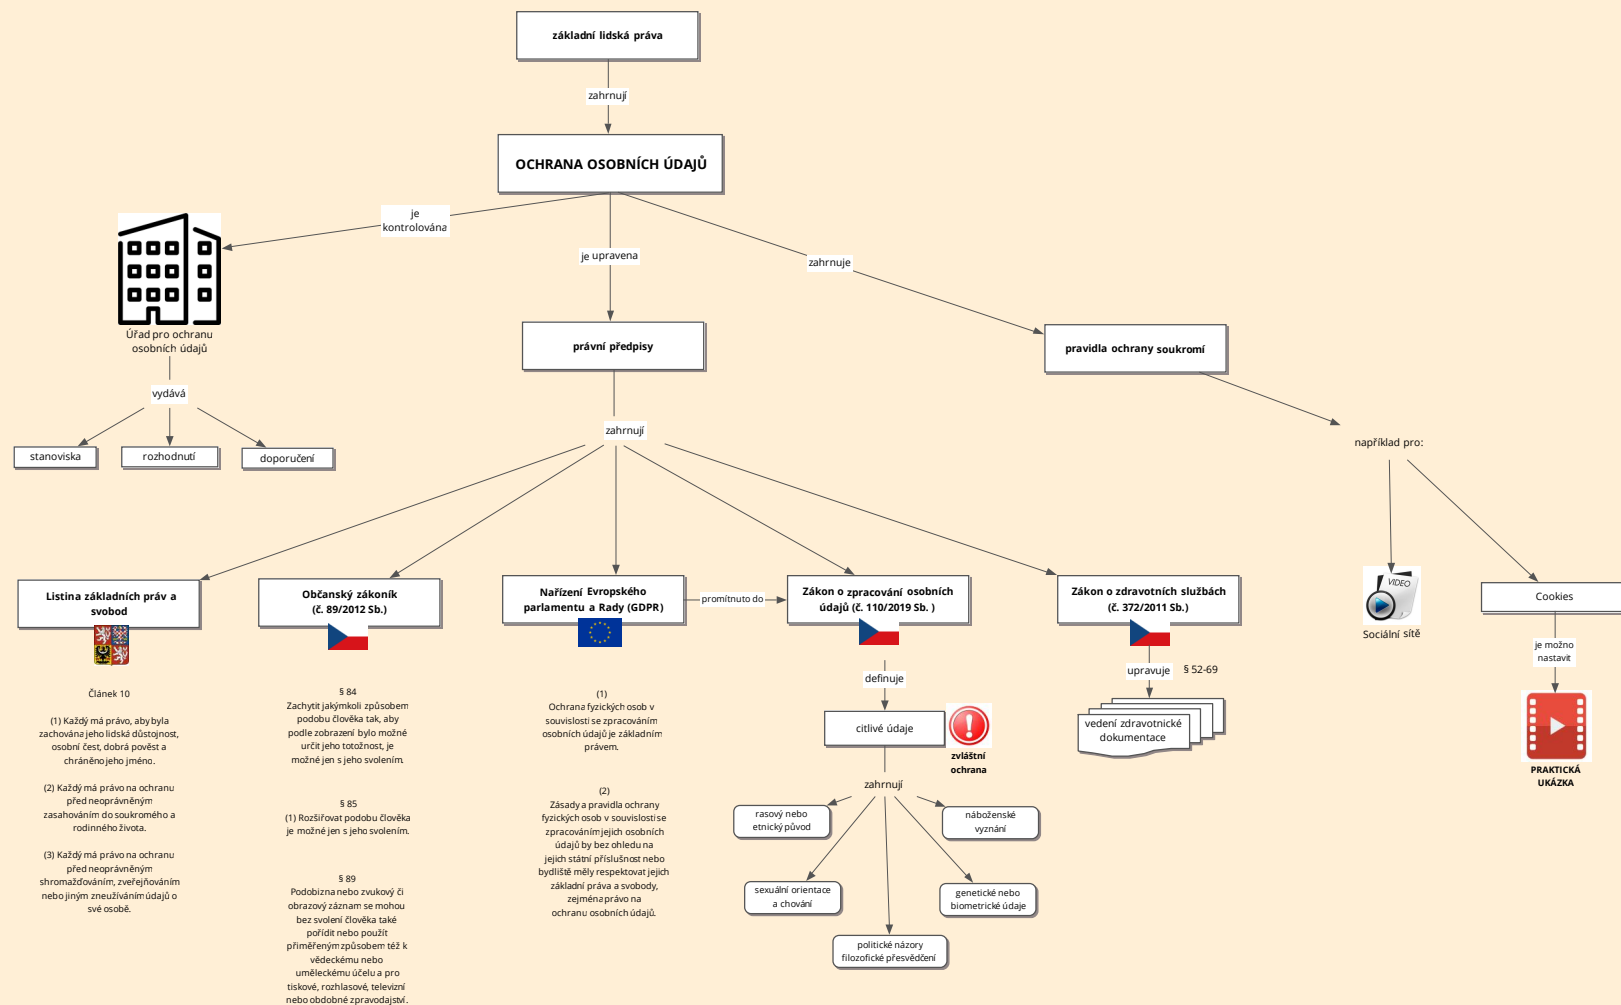 základní lidská práva
zahrnují
OCHRANA OSOBNÍCH ÚDAJŮ
je
kontrolována
je upravena
zahrnuje
Úřad pro ochranu
osobních údajů
vydává
stanoviska
rozhodnutí
doporučení
právní předpisy
zahrnují
pravidla ochrany soukromí
například pro:
Listina základních práv a
svobod
Občanský zákoník
(č. 89/2012 Sb.)
Nařízení Evropského
parlamentu a Rady (GDPR)
promítnuto do
Zákon o zpracování osobních
údajů (č. 110/2019 Sb. )
Zákon o zdravotních službách
(č. 372/2011 Sb.)
VIDEO
Sociální sítě
Cookies
je možno
nastavit
PRAKTICKÁ
UKÁZKA
Článek 10
(1) Každý má právo, aby byla
zachována jeho lidská důstojnost,
osobní čest, dobrá pověst a
chráněno jeho jméno.
(2) Každý má právo na ochranu
před neoprávněným
zasahováním do soukromého a
rodinného života.
(3) Každý má právo na ochranu
před neoprávněným
shromažďováním, zveřejňováním
nebo jiným zneužíváním údajů o
své osobě.
§ 84
Zachytit jakýmkoli způsobem
podobu člověka tak, aby
podle zobrazení bylo možné
určit jeho totožnost, je
možné jen s jeho svolením.
§ 85
(1) Rozšiřovat podobu člověka
je možné jen s jeho svolením.
§ 89
Podobizna nebo zvukový či
obrazový záznam se mohou
bez svolení člověka také
pořídit nebo použít
přiměřeným způsobem též k
vědeckému nebo
uměleckému účelu a pro
tiskové, rozhlasové, televizní
nebo obdobné zpravodajství.
(1)
Ochrana fyzických osob v
souvislosti se zpracováním
osobních údajů je základním
právem.
(2)
Zásady a pravidla ochrany
fyzických osob v souvislosti se
zpracováním jejich osobních
údajů by bez ohledu na
jejich státní příslušnost nebo
bydliště měly respektovat jejich
základní práva a svobody,
zejména právo na
ochranu osobních údajů.
definuje
citlivé údaje
zvláštní
ochrana
zahrnují
rasový nebo
etnický původ
náboženské
vyznání
sexuální orientace
a chování
genetické nebo
biometrické údaje
politické názory
filozofické přesvědčení
upravuje
§ 52-69
vedení zdravotnické
dokumentace